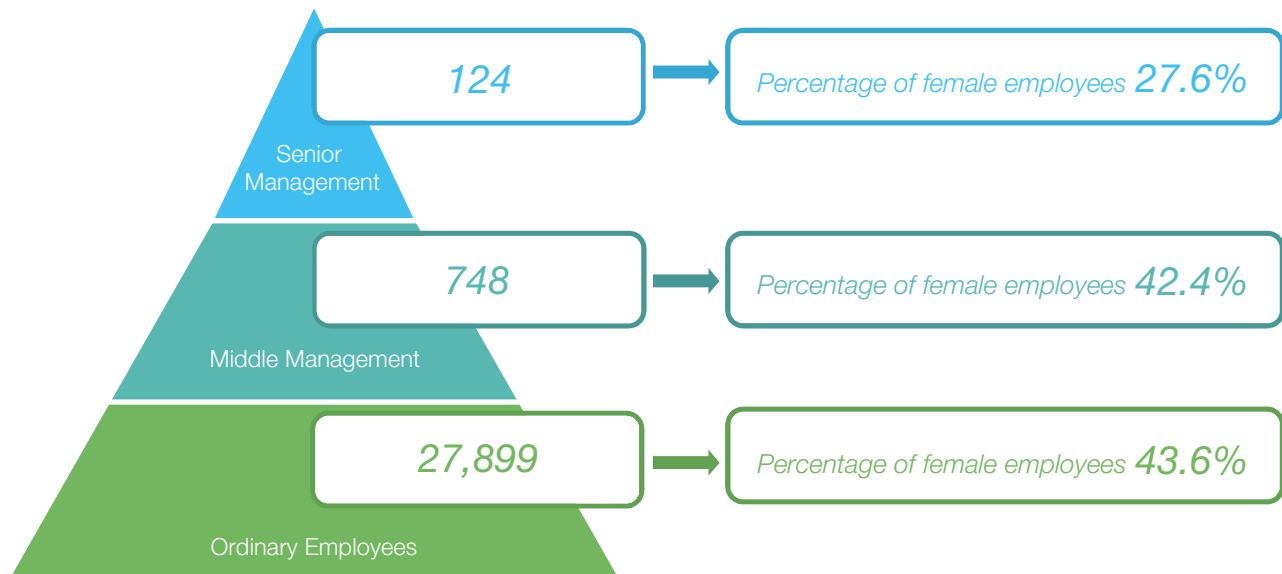 124
Percentage of female employees 27.6%
Senior
Management
748
Percentage of female employees 42.4%
Middle Management
27,899
Percentage of female employees 43.6%
Ordinary Employees